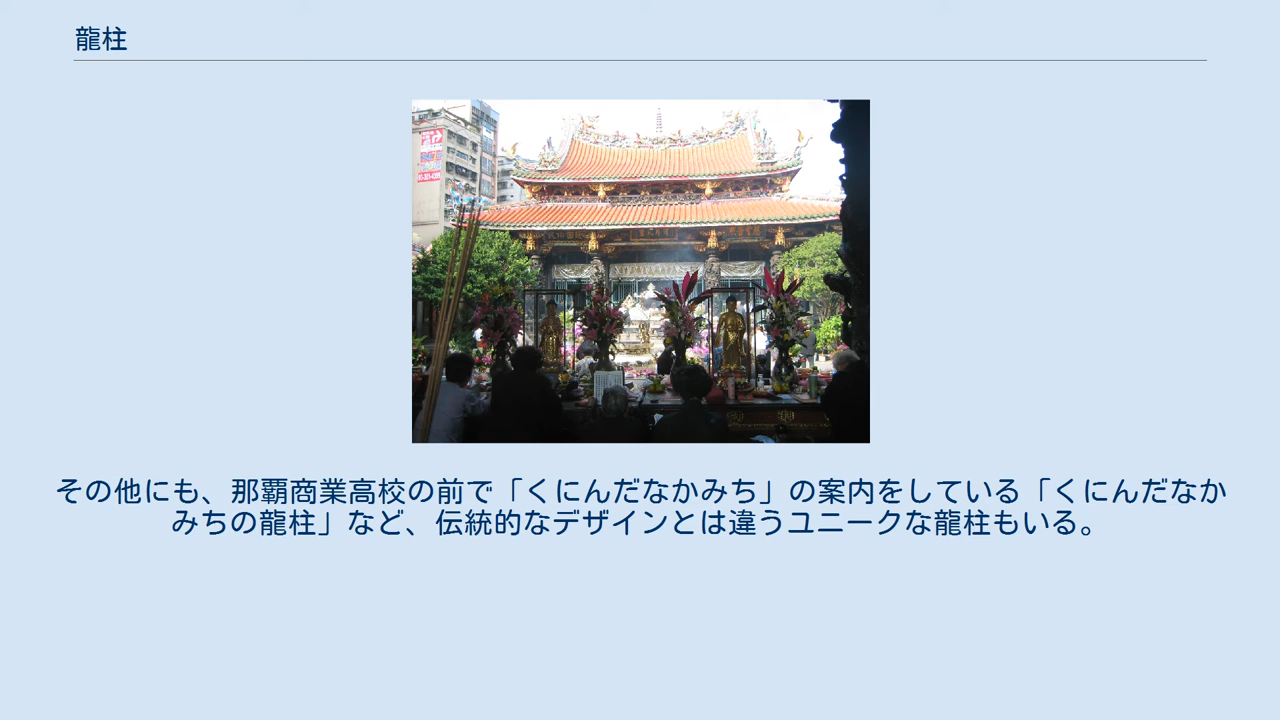 龍柱
その他にも、那覇商業高校の前で「くにんだなかみち」の案内をしている「くにんだなか
みちの龍柱」など、伝統的なデザインとは違うユニークな龍柱もいる。